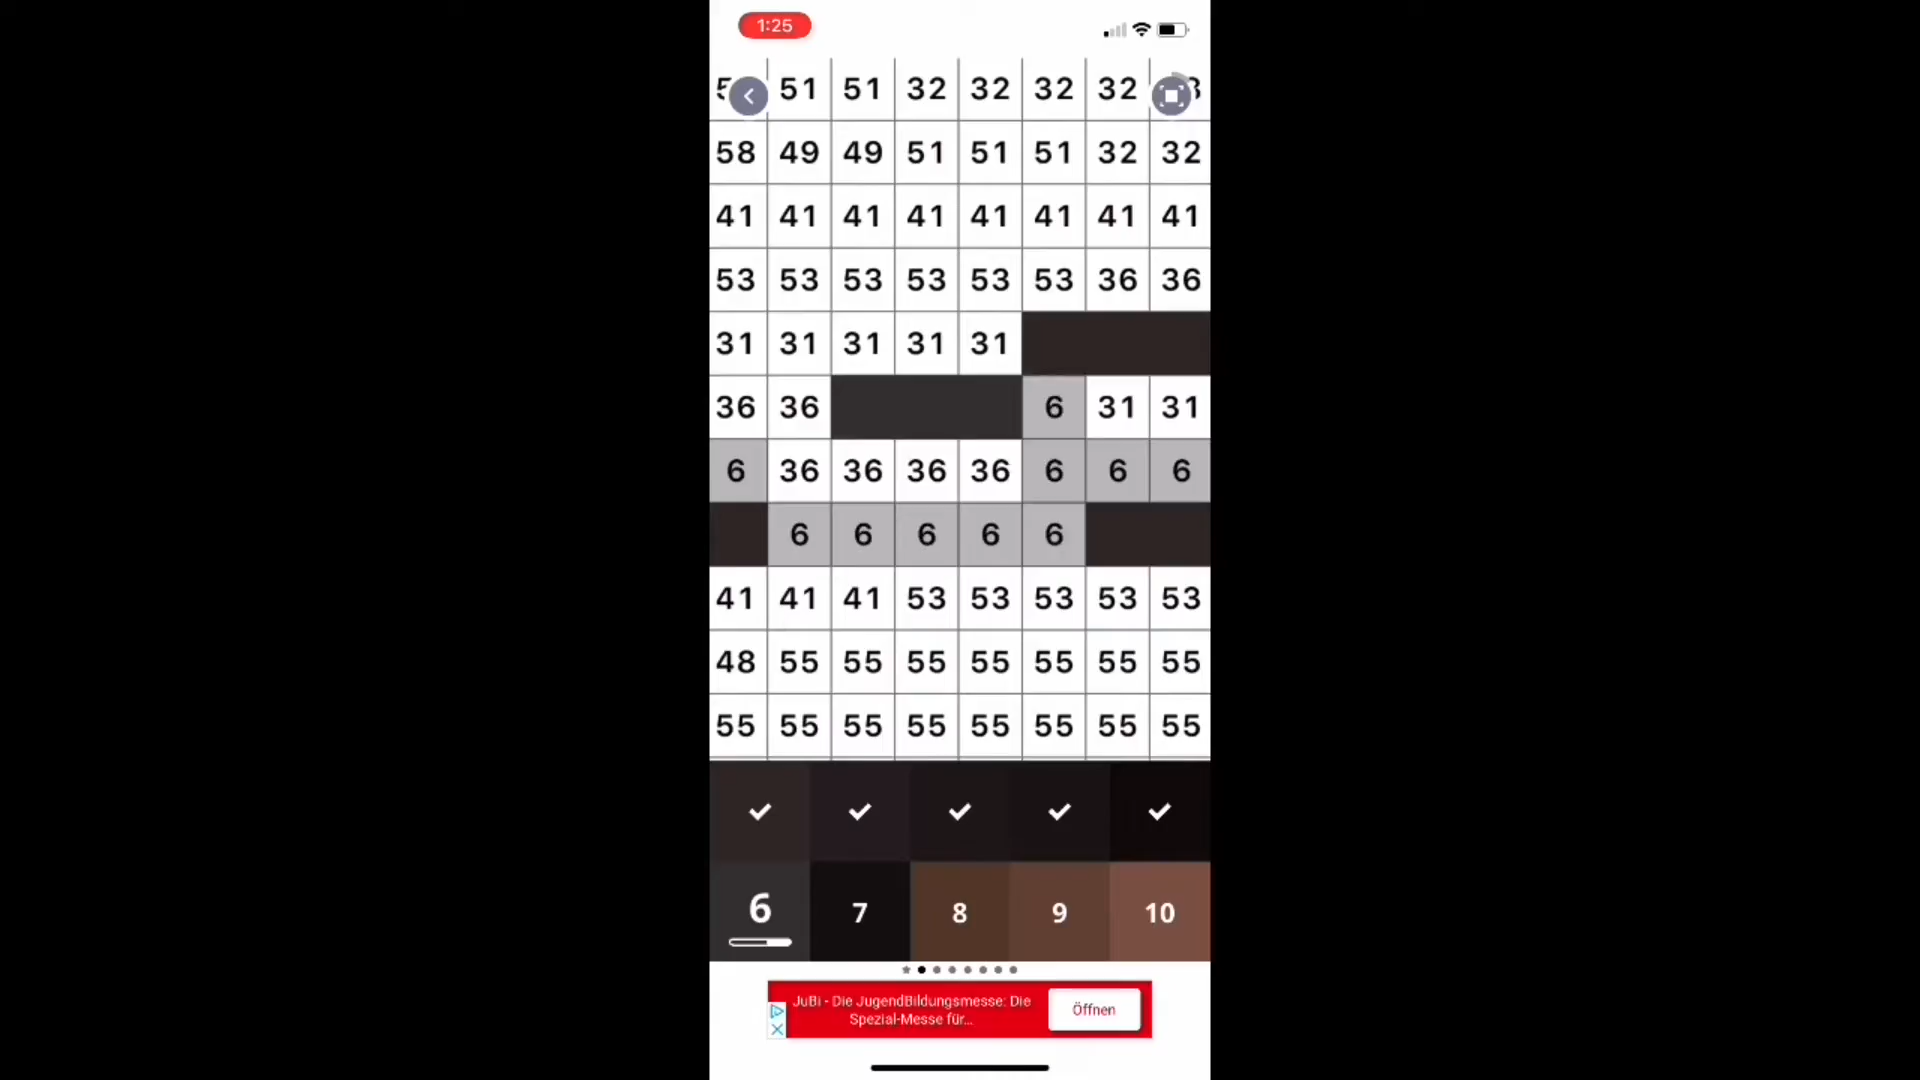 1:25
51 51 32 32 32 32
58 49 49 51 51 51 32 32
41 41 41 41 41 41 41 41
53 53 53 53 53 53 36 36
31 31 31 31 31
36 36 6 31 31
6 36 36 36 36 6 6 6
6 6 6 6 6
41 41 41 53 53 53 53 53
48 55 55 55 55 55 55 55
55 55 55 55 55 55 55 55
6 7 8 9 10
JuBi - Die JugendBildungsmesse: Die
Spezial-Messe für...
Öffnen